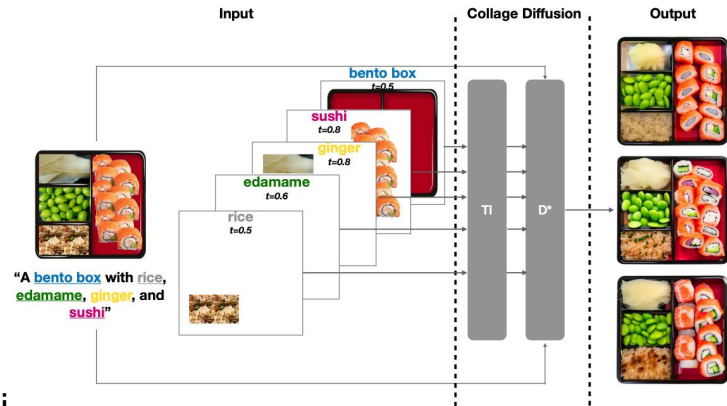 Input
Collage Diffusion
Output
bento box
t=0.5
sushi
t=0.8
ginger
t=0.8
edamame
t=0.6
rice
t=0.5
TI
D*
“A bento box with rice,
edamame, ginger, and
sushi”
i